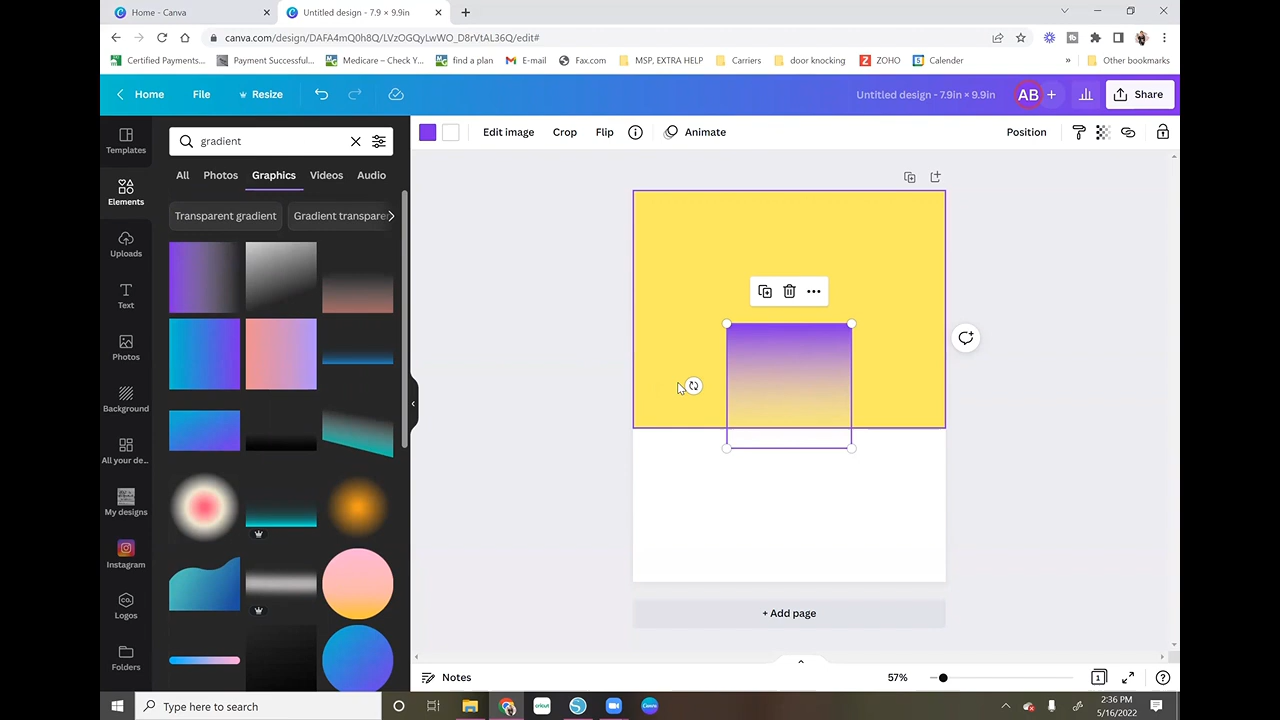 Home - Canva
Untitled design - 7.9 × 9.9in
canva.com/design/DAFA4mQ0h8Q/LVzOGQyLwWO_D8rVtAL36Q/edit#
Certified Payments...
Payment Successful...
Medicare – Check Y...
find a plan
E-mail
Fax.com
MSP, EXTRA HELP
Carriers
door knocking
ZOHO
Calender
»
Other bookmarks
Home
File
Resize
Untitled design - 7.9in × 9.9in
AB
Share
Templates
Elements
Uploads
Text
Photos
Background
All your de...
My designs
Instagram
Logos
Folders
gradient
All
Photos
Graphics
Videos
Audio
Transparent gradient
Gradient transpare
Edit image
Crop
Flip
Animate
Position
+ Add page
Notes
57%
1
Type here to search
cricut
Canva
2:36 PM
5/16/2022